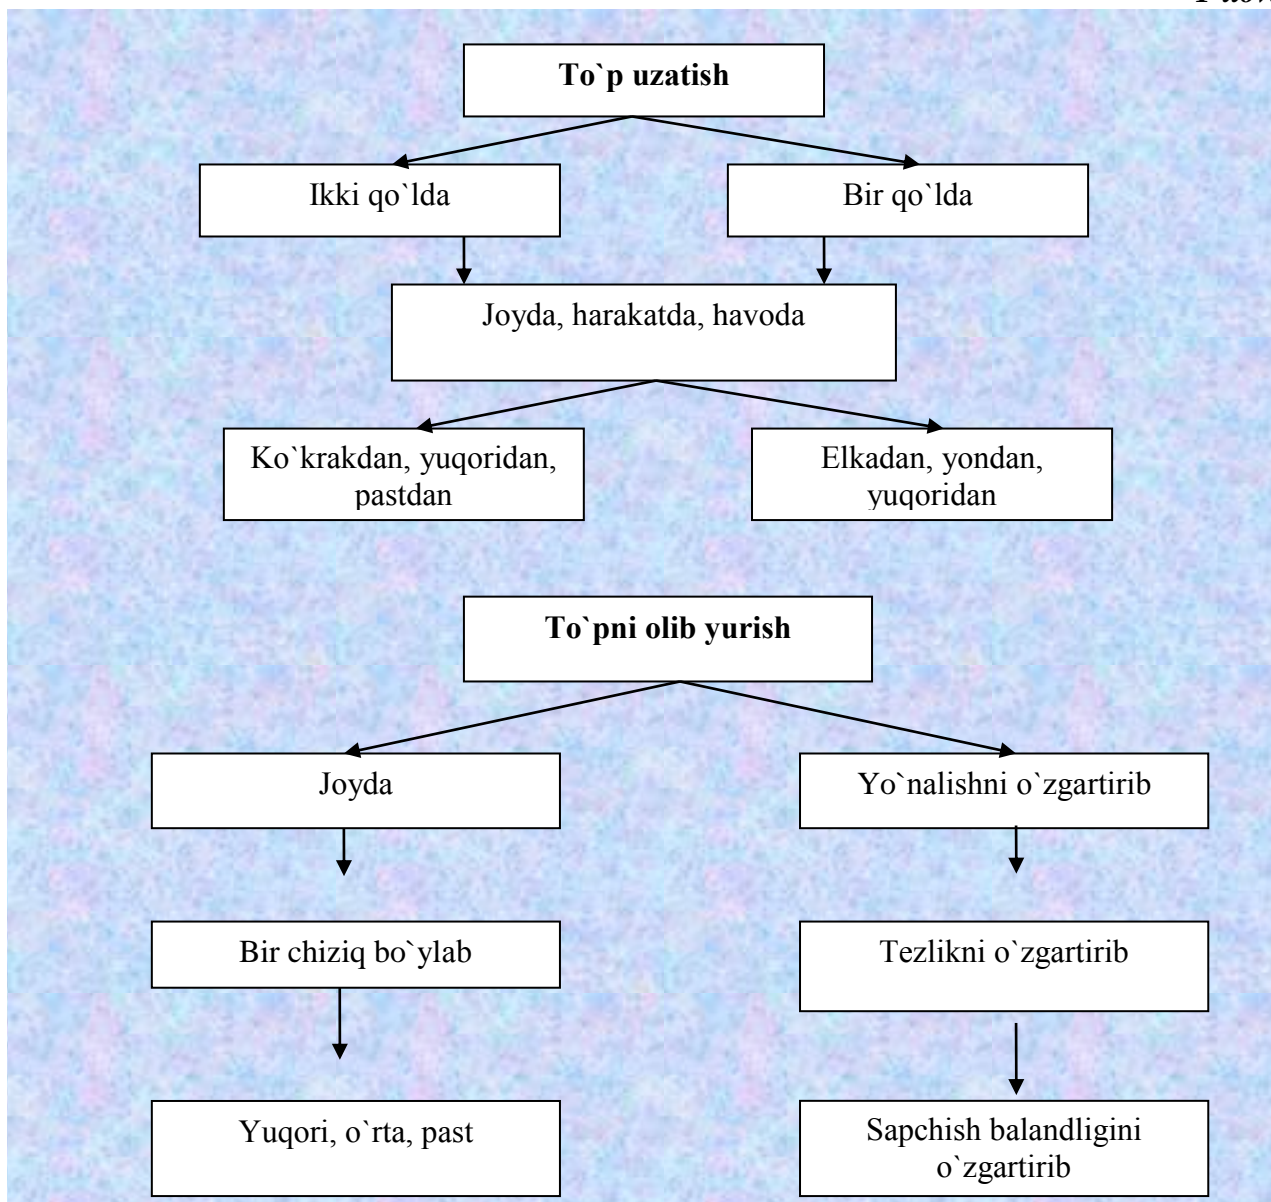 To`p uzatish
Ikki qo`lda
Bir qo`lda
Joyda, harakatda, havoda
Ko`krakdan, yuqoridan,
pastdan
Elkadan, yondan,
yuqoridan
To`pni olib yurish
Joyda
Yo`nalishni o`zgartirib
Bir chiziq bo`ylab
Tezlikni o`zgartirib
Yuqori, o`rta, past
Sapchish balandligini
o`zgartirib